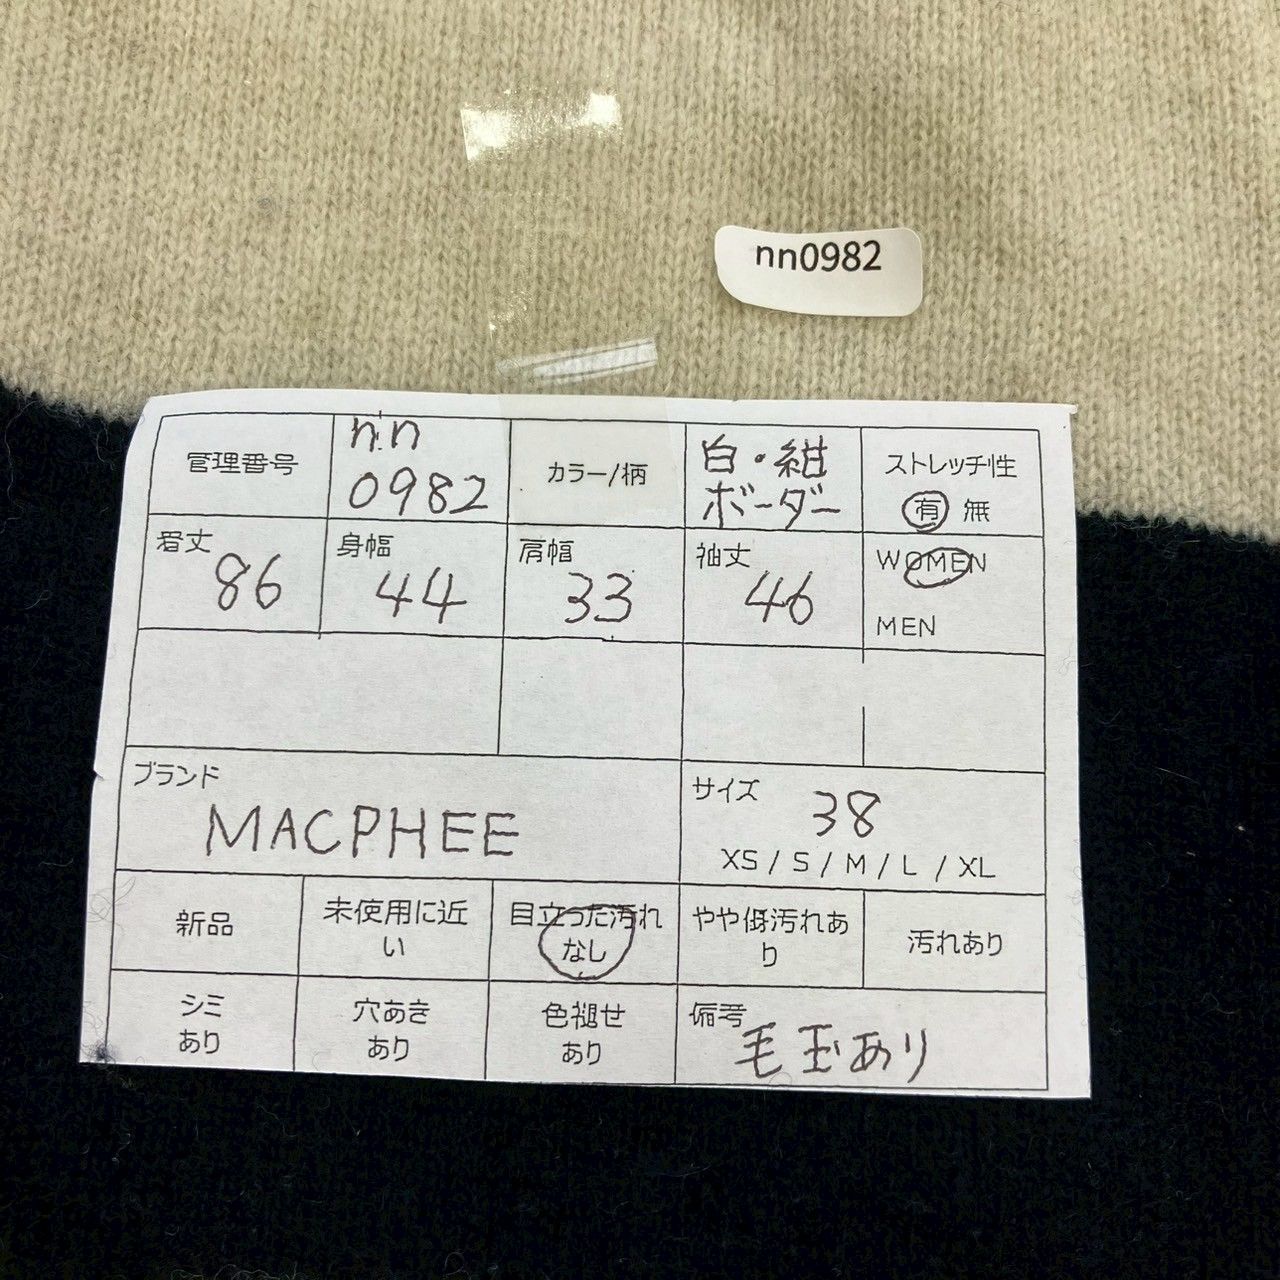 nn0982
管理番号
nn
0982
カラー/柄
白・紺
ボーダー
ストレッチ性
有 無
着丈
86
身幅
44
肩幅
33
袖丈
46
WOMEN
MEN
ブランド
MACPHEE
サイズ
38
XS / S / M / L / XL
新品
未使用に近
い
目立った汚れ
なし
やや傷汚れあ
り
汚れあり
シミ
あり
穴あき
あり
色褪せ
あり
備考
毛玉あり